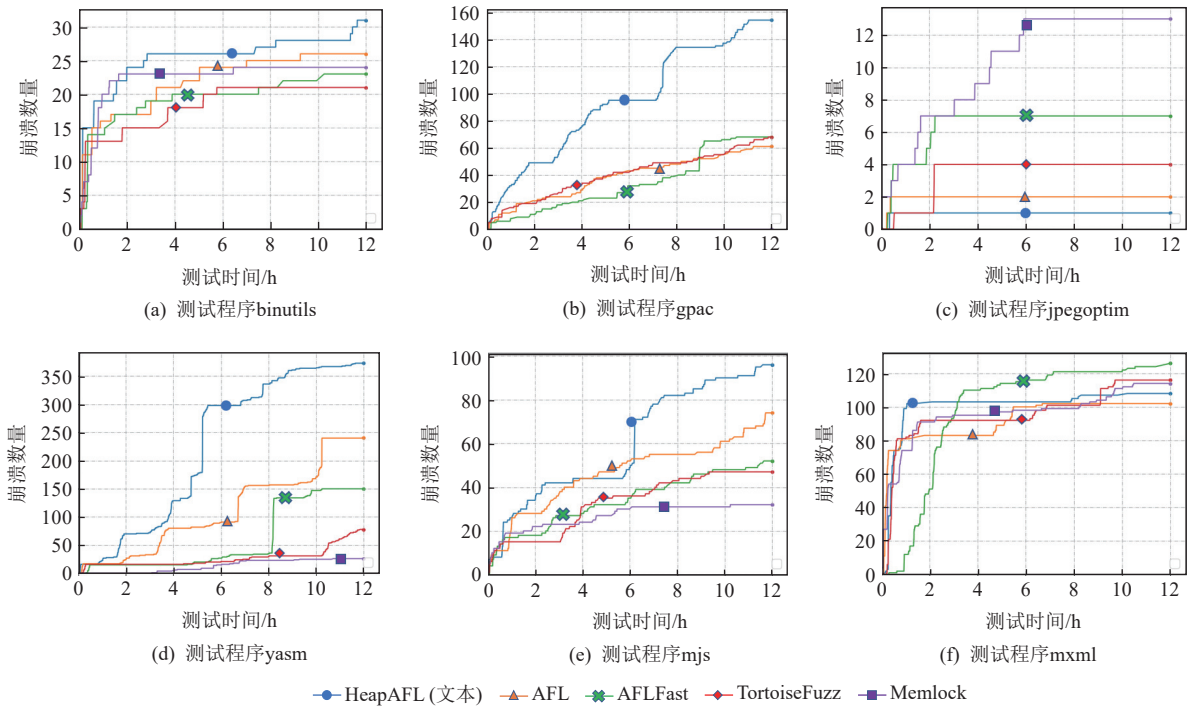 崩溃数量
30
25
20
15
10
5
0
0 2 4 6 8 10 12
测试时间/h
(a) 测试程序binutils
崩溃数量
160
140
120
100
80
60
40
20
0
0 2 4 6 8 10 12
测试时间/h
(b) 测试程序gpac
崩溃数量
12
10
8
6
4
2
0
0 2 4 6 8 10 12
测试时间/h
(c) 测试程序jpegoptim
崩溃数量
350
300
250
200
150
100
50
0
0 2 4 6 8 10 12
测试时间/h
(d) 测试程序yasm
崩溃数量
100
80
60
40
20
0
0 2 4 6 8 10 12
测试时间/h
(e) 测试程序mjs
崩溃数量
120
100
80
60
40
20
0
0 2 4 6 8 10 12
测试时间/h
(f) 测试程序mxml
HeapAFL (文本) AFL AFLFast TortoiseFuzz Memlock